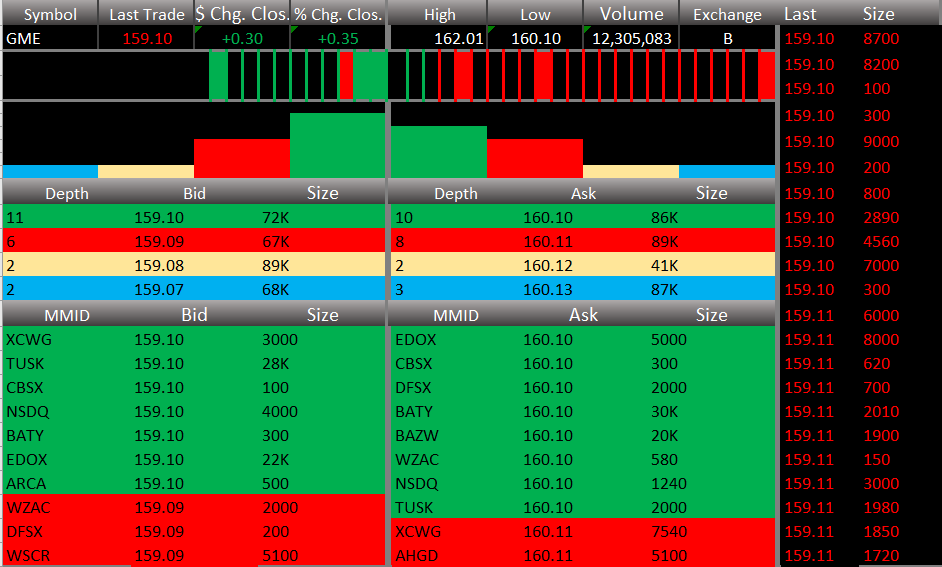 Symbol Last Trade $ Chg. Clos. % Chg. Clos. High Low Volume Exchange Last Size
GME 159.10 +0.30 +0.35 162.01 160.10 12,305,083 B 159.10 8700
159.10 8200
159.10 100
159.10 300
159.10 9000
159.10 200
Depth Bid Size Depth Ask Size 159.10 800
11 159.10 72K 10 160.10 86K 159.10 2890
6 159.09 67K 8 160.11 89K 159.10 4560
2 159.08 89K 2 160.12 41K 159.10 7000
2 159.07 68K 3 160.13 87K 159.10 300
MMID Bid Size MMID Ask Size 159.11 6000
XCWG 159.10 3000 EDOX 160.10 5000 159.11 8000
TUSK 159.10 28K CBSX 160.10 300 159.11 620
CBSX 159.10 100 DFSX 160.10 2000 159.11 700
NSDQ 159.10 4000 BATY 160.10 30K 159.11 2010
BATY 159.10 300 BAZW 160.10 20K 159.11 1900
EDOX 159.10 22K WZAC 160.10 580 159.11 150
ARCA 159.10 500 NSDQ 160.10 1240 159.11 3000
WZAC 159.09 2000 TUSK 160.10 2000 159.11 1980
DFSX 159.09 200 XCWG 160.11 7540 159.11 1850
WSCR 159.09 5100 AHGD 160.11 5100 159.11 1720